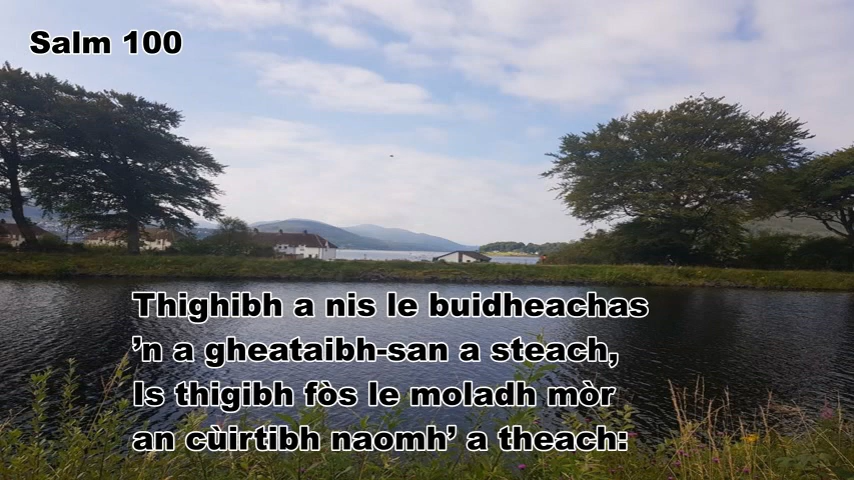 Salm 100
Thighibh a nis le buidheachas
’n a gheataibh-san a steach,
Is thigibh fòs le moladh mòr
an cùirtibh naomh’ a theach: